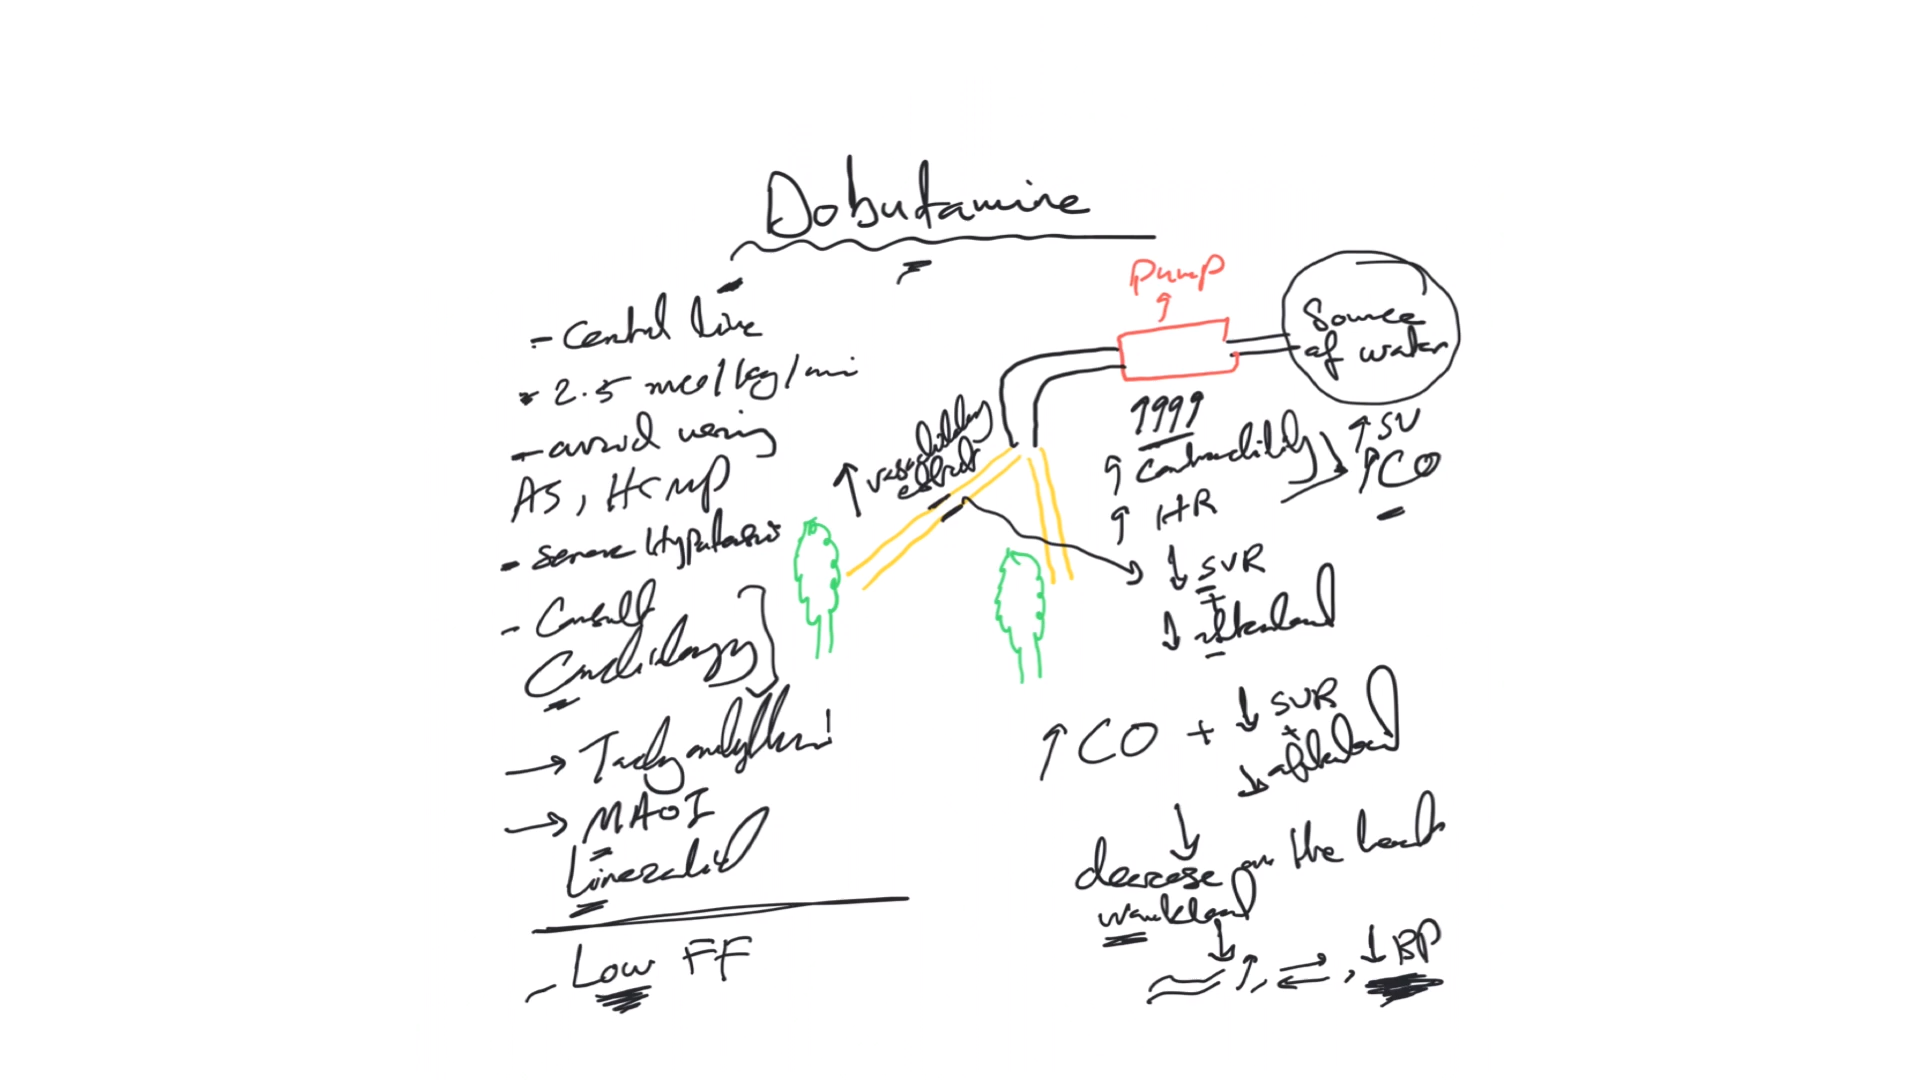 Dobutamine
- Central line
- 2.5 mcg/kg/min
- avoid using
AS, HCMP
- Severe Hypotension
- Consult
Cardiology
→ Tachyarrhythmia!
→ MAOI
Linezolid
- Low EF
Pump
Source
of water
↑ vasodilatory
effect
↑↑↑↑
↑ Contractility
↑ HR
↑ SV
↑ CO
↓ SVR
+
↓ afterload
↑ CO + ↓ SVR
+
↓ afterload
↓
decrease on the heart
workload
↓
≈ ↑, ⇄, ↓ BP